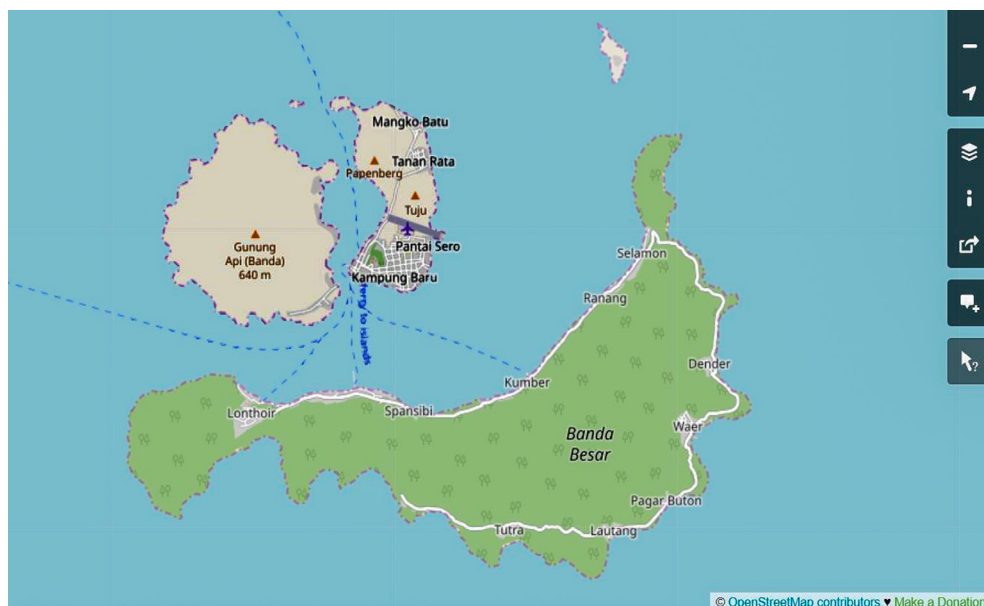 Mangko Batu
Tanan Rata
Papenberg
Tuju
Pantai Sero
Gunung
Api (Banda)
640 m
Kampung Baru
ferry to islands
Selamon
Ranang
Dender
Kumber
Lonthoir
Spansibi
Waer
Banda
Besar
Pagar Buton
Tutra
Lautang
© OpenStreetMap contributors ♥ Make a Donation